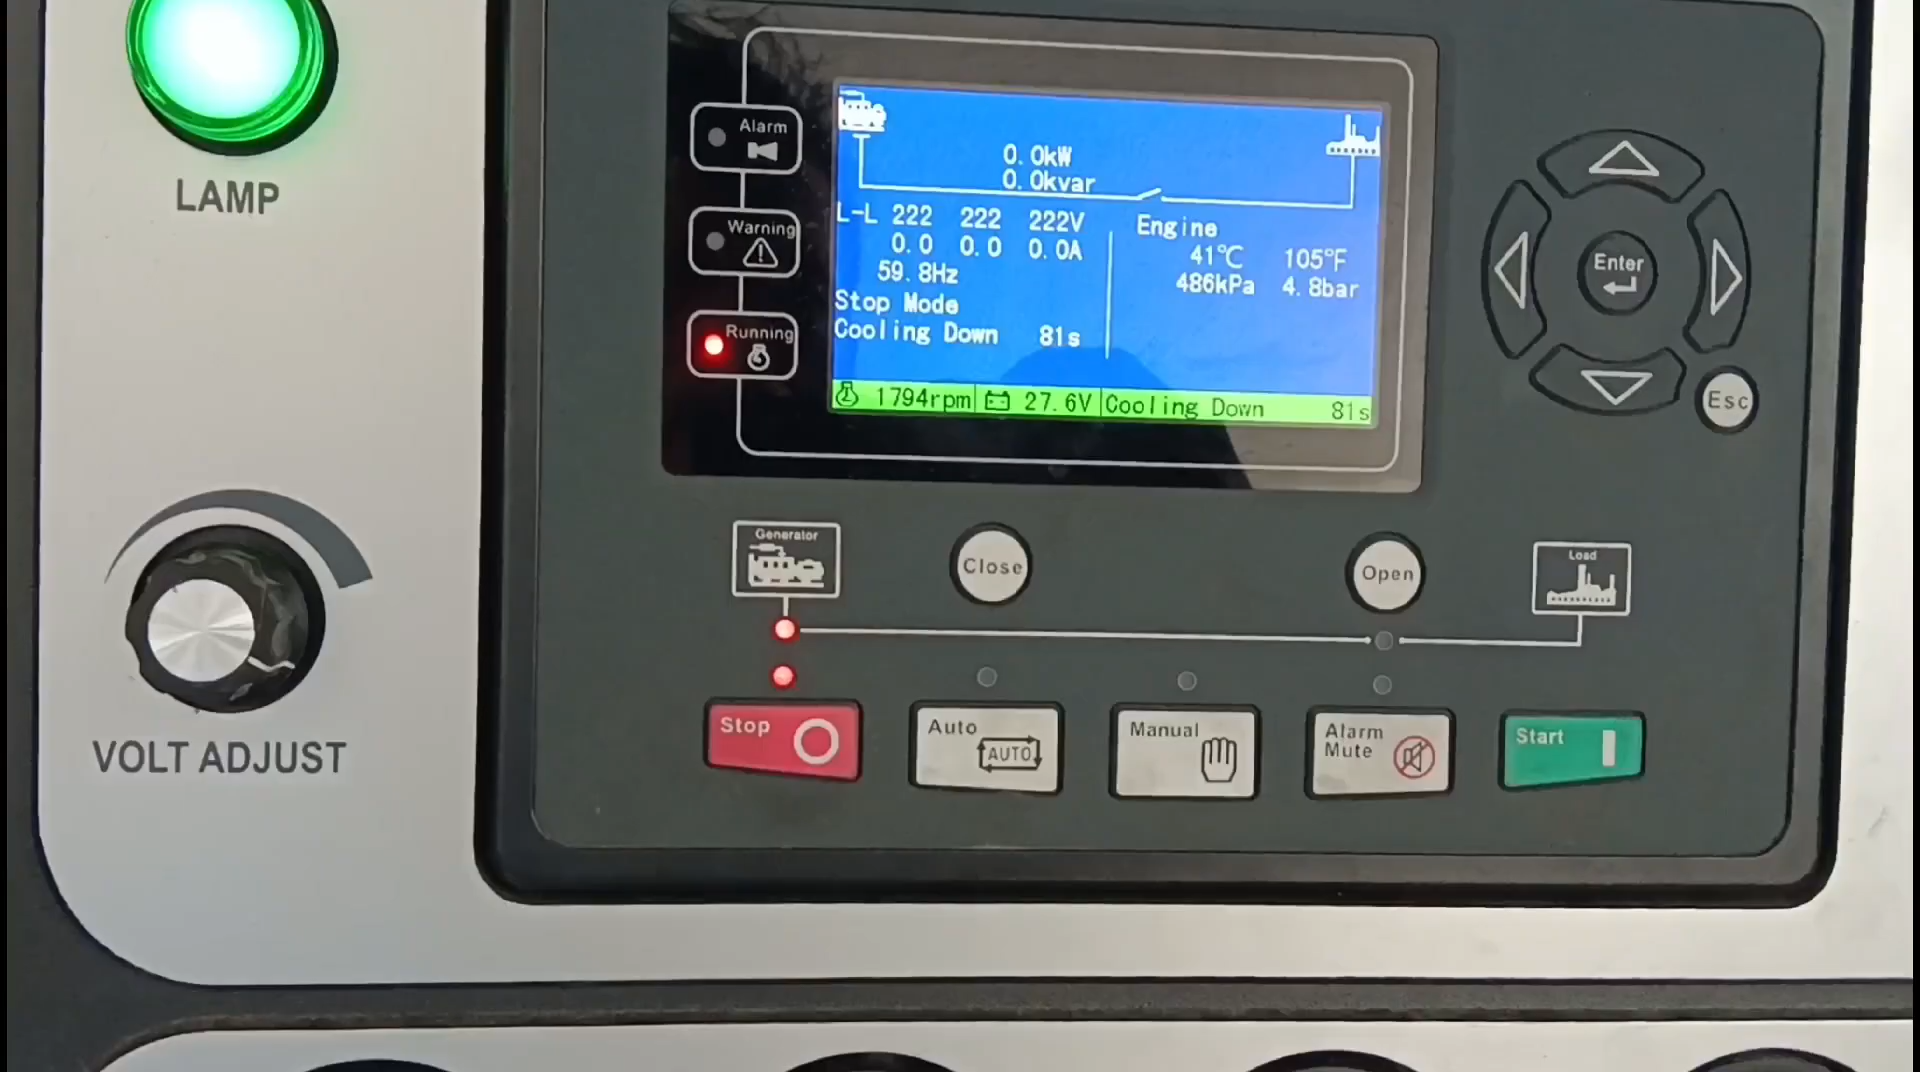 LAMP
VOLT ADJUST
Alarm
Warning
Running
0.0kW
0.0kvar
L-L 222 222 222V
0.0 0.0 0.0A
59.8Hz
Stop Mode
Cooling Down 81s
Engine
41℃ 105℉
486kPa 4.8bar
1794rpm 27.6V Cooling Down 81s
Enter
Esc
Generator
Close
Open
Load
Stop
Auto
AUTO
Manual
Alarm
Mute
Start